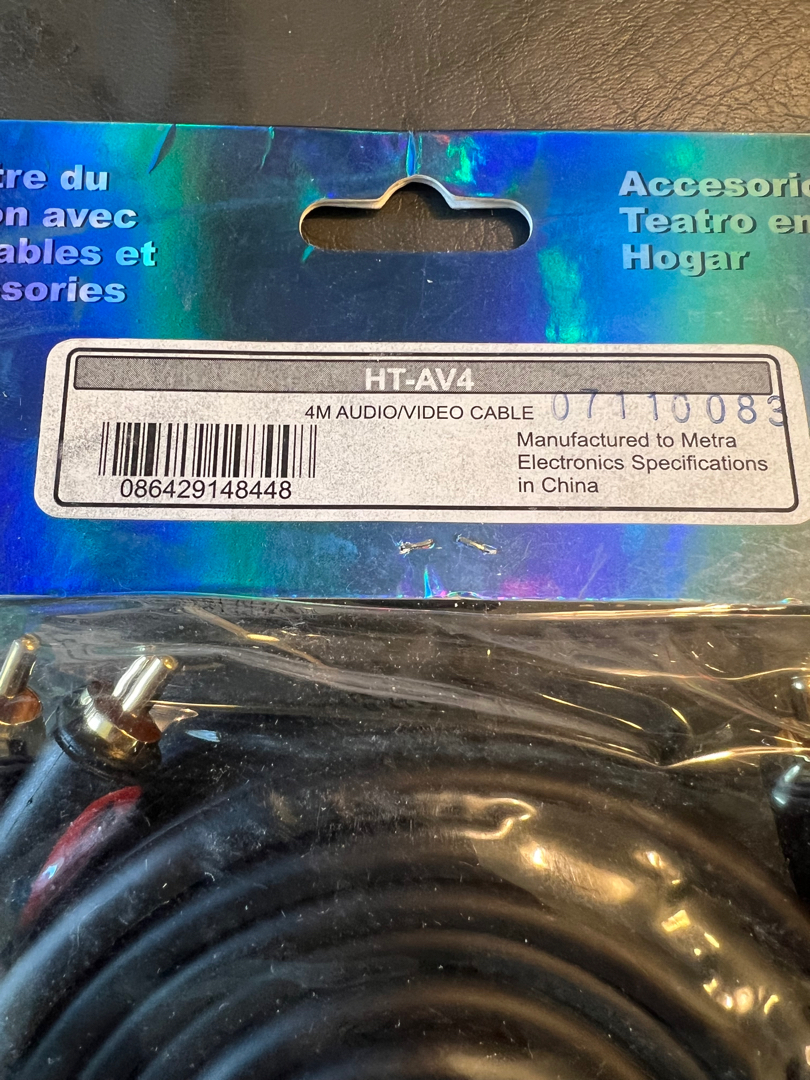 tre du
on avec
ables et
sories
Accesorio
Teatro en
Hogar
HT-AV4
4M AUDIO/VIDEO CABLE
07110083
086429148448
Manufactured to Metra
Electronics Specifications
in China